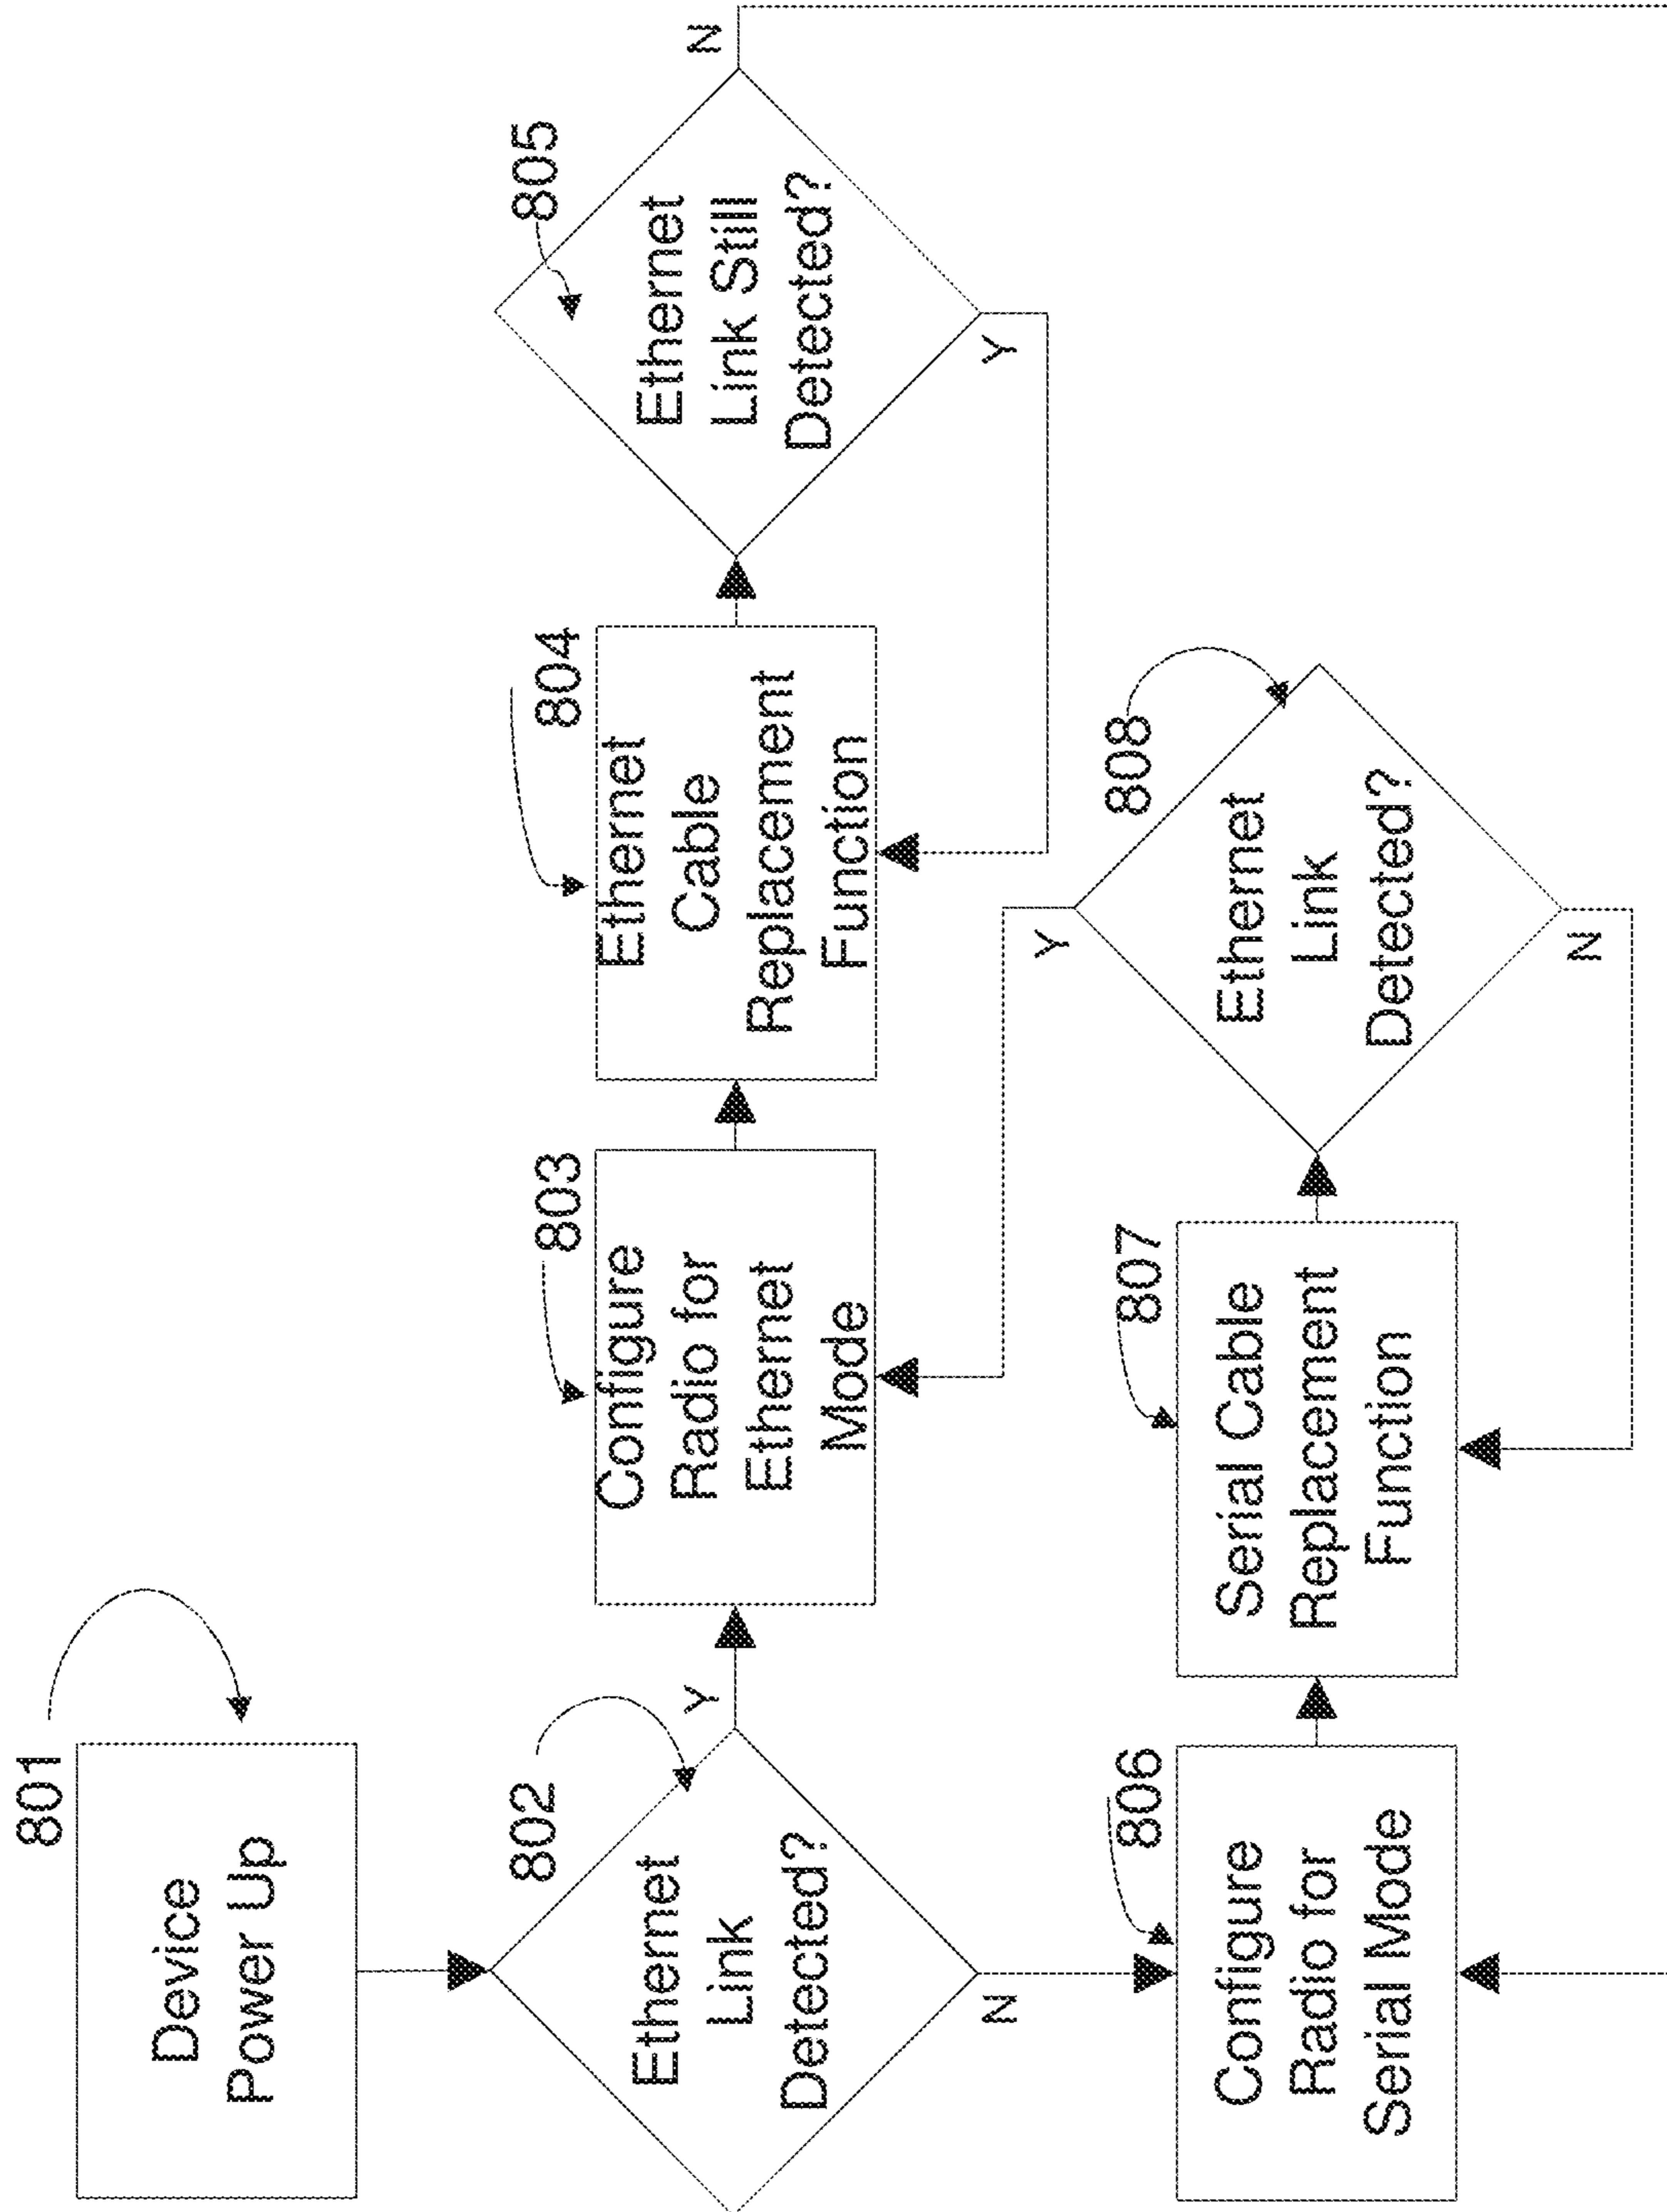 801
Device
Power Up
802
Ethernet
Link
Detected?
Y
N
803
Configure
Radio for
Ethernet
Mode
804
Ethernet
Cable
Replacement
Function
805
Ethernet
Link Still
Detected?
N
Y
806
Configure
Radio for
Serial Mode
807
Serial Cable
Replacement
Function
808
Ethernet
Link
Detected?
Y
N